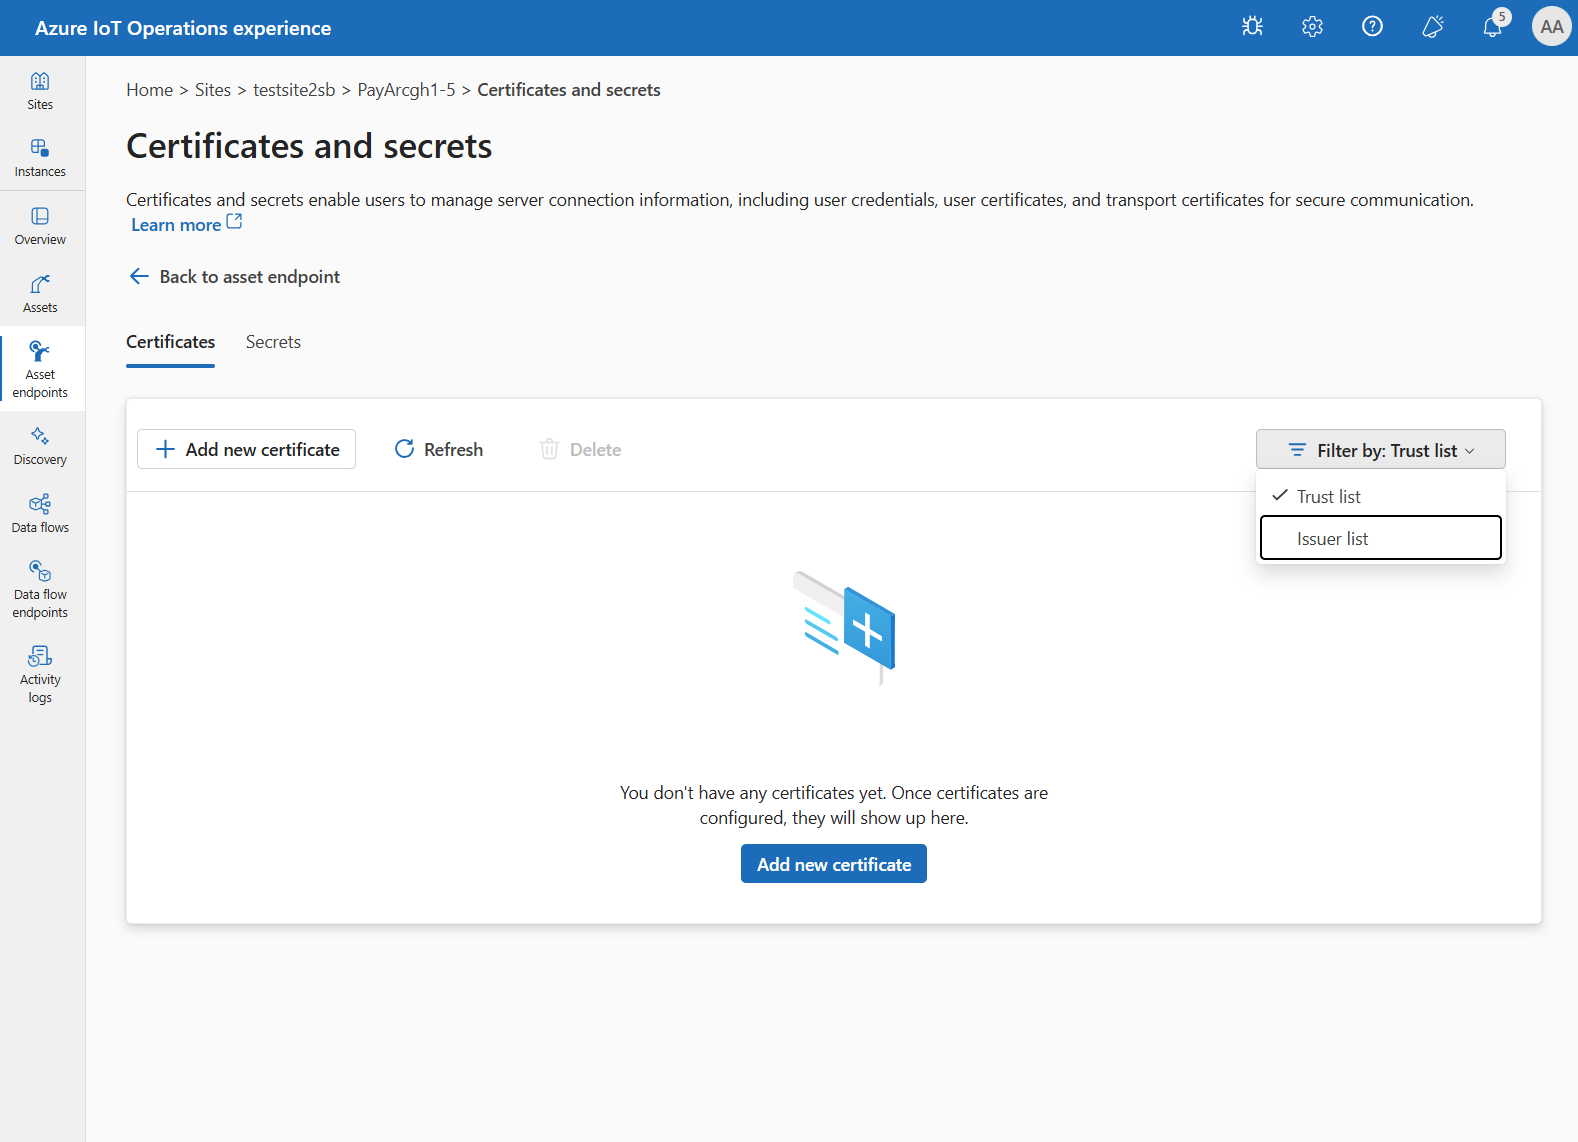 Azure IoT Operations experience
5
AA
Sites
Instances
Overview
Assets
Asset
endpoints
Discovery
Data flows
Data flow
endpoints
Activity
logs
Home > Sites > testsite2sb > PayArcgh1-5 > Certificates and secrets
Certificates and secrets
Certificates and secrets enable users to manage server connection information, including user credentials, user certificates, and transport certificates for secure communication.
Learn more
Back to asset endpoint
Certificates Secrets
Add new certificate Refresh Delete Filter by: Trust list
Trust list
Issuer list
You don't have any certificates yet. Once certificates are
configured, they will show up here.
Add new certificate